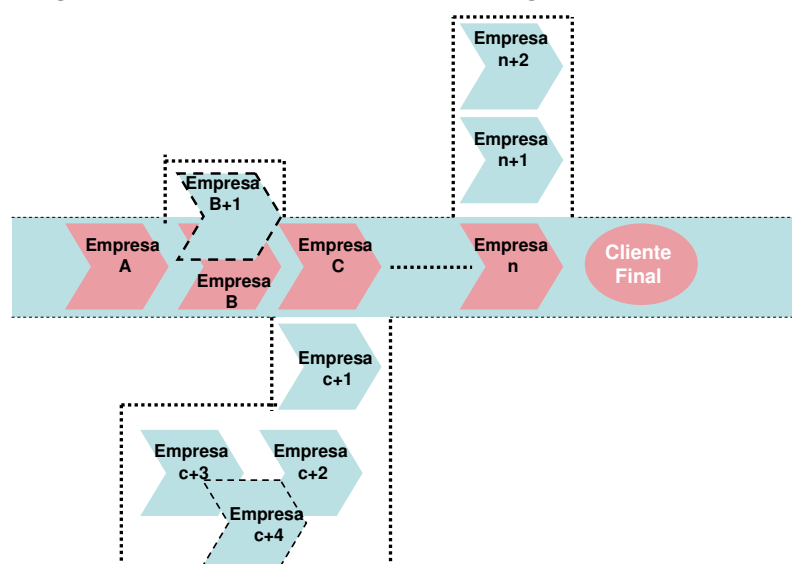 Empresa
n+2
Empresa
n+1
Empresa
B+1
Empresa
A
Empresa
B
Empresa
C
Empresa
n
Cliente
Final
Empresa
c+1
Empresa
c+3
Empresa
c+2
Empresa
c+4